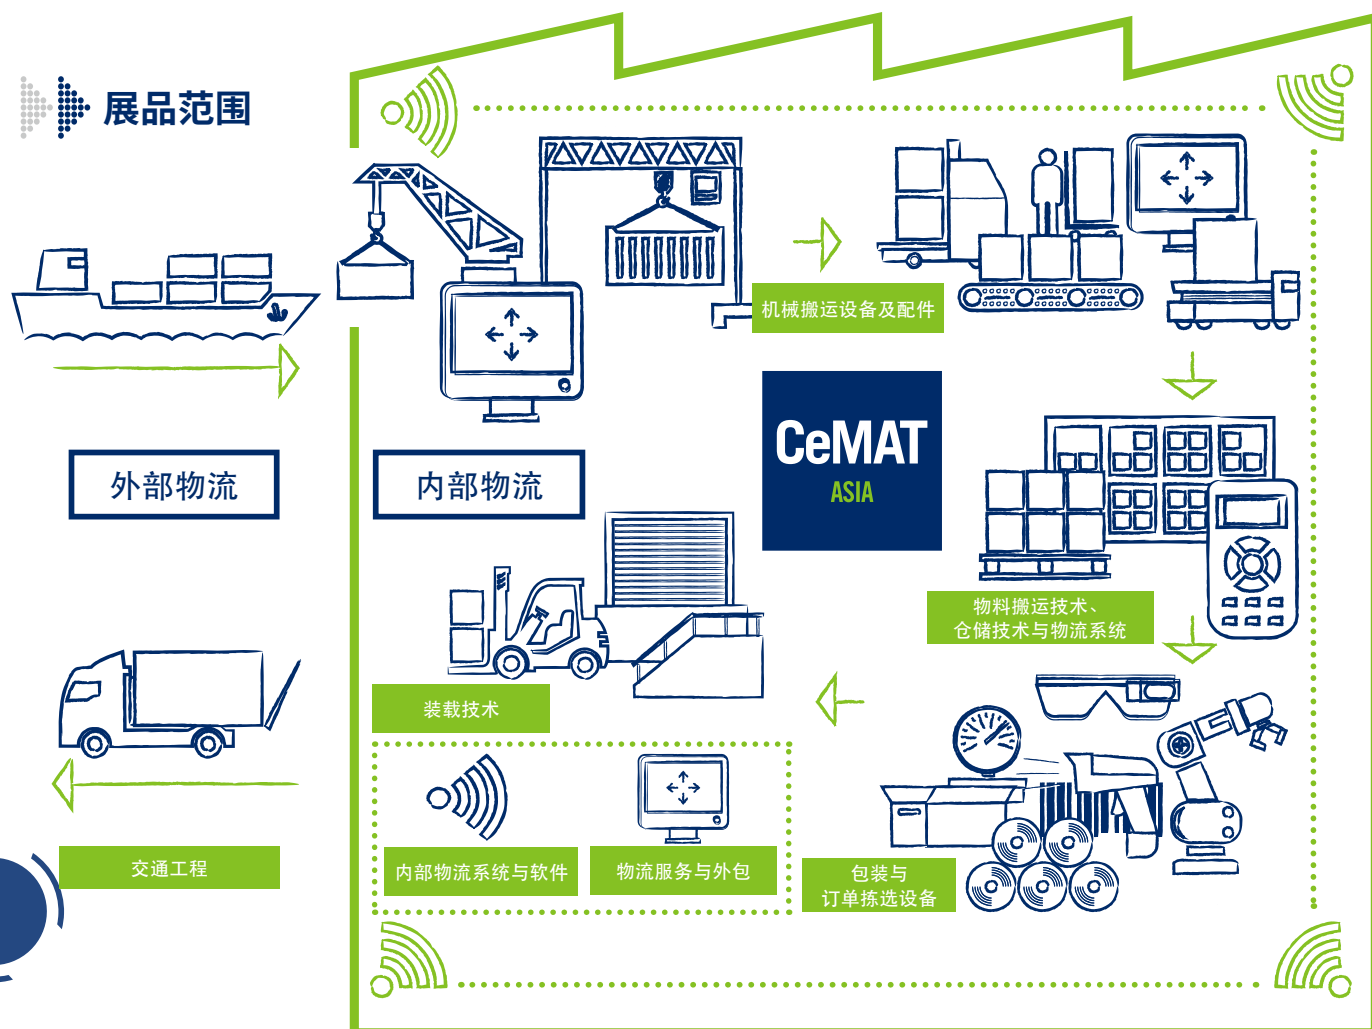 展品范围
机械搬运设备及配件
CeMAT
ASIA
外部物流
内部物流
物料搬运技术、
仓储技术与物流系统
装载技术
交通工程
内部物流系统与软件
物流服务与外包
包装与
订单拣选设备